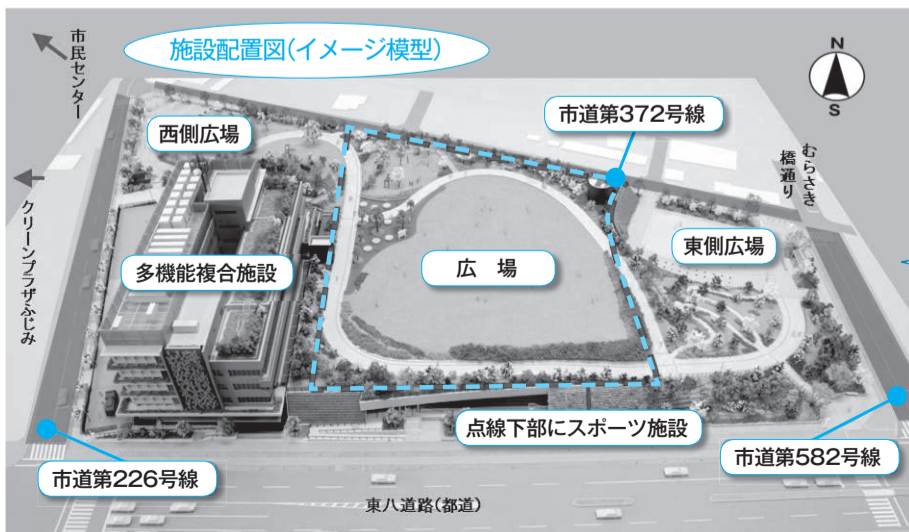 施設配置図(イメージ模型)
市民センター
N
S
市道第372号線
西側広場
むらさき
橋通り
クリーンプラザふじみ
多機能複合施設
広 場
東側広場
点線下部にスポーツ施設
市道第226号線
市道第582号線
東八道路(都道)